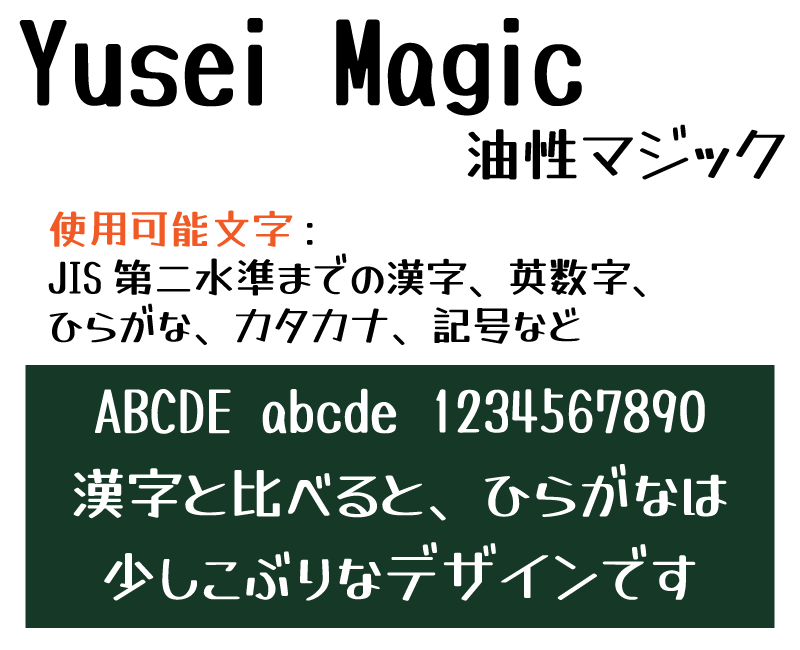 Yusei Magic
油性マジック
使用可能文字：
JIS 第二水準までの漢字、英数字、
ひらがな、カタカナ、記号など
ABCDE abcde 1234567890
漢字と比べると、ひらがなは
少しこぶりなデザインです